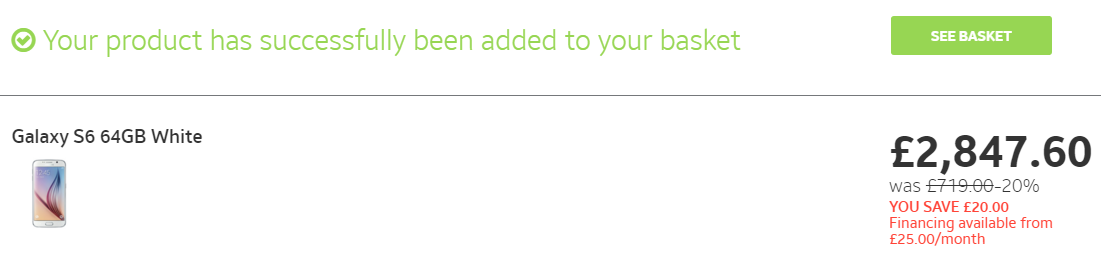 Your product has successfully been added to your basket
SEE BASKET
Galaxy S6 64GB White
£2,847.60
was £719.00-20%
YOU SAVE £20.00
Financing available from
£25.00/month